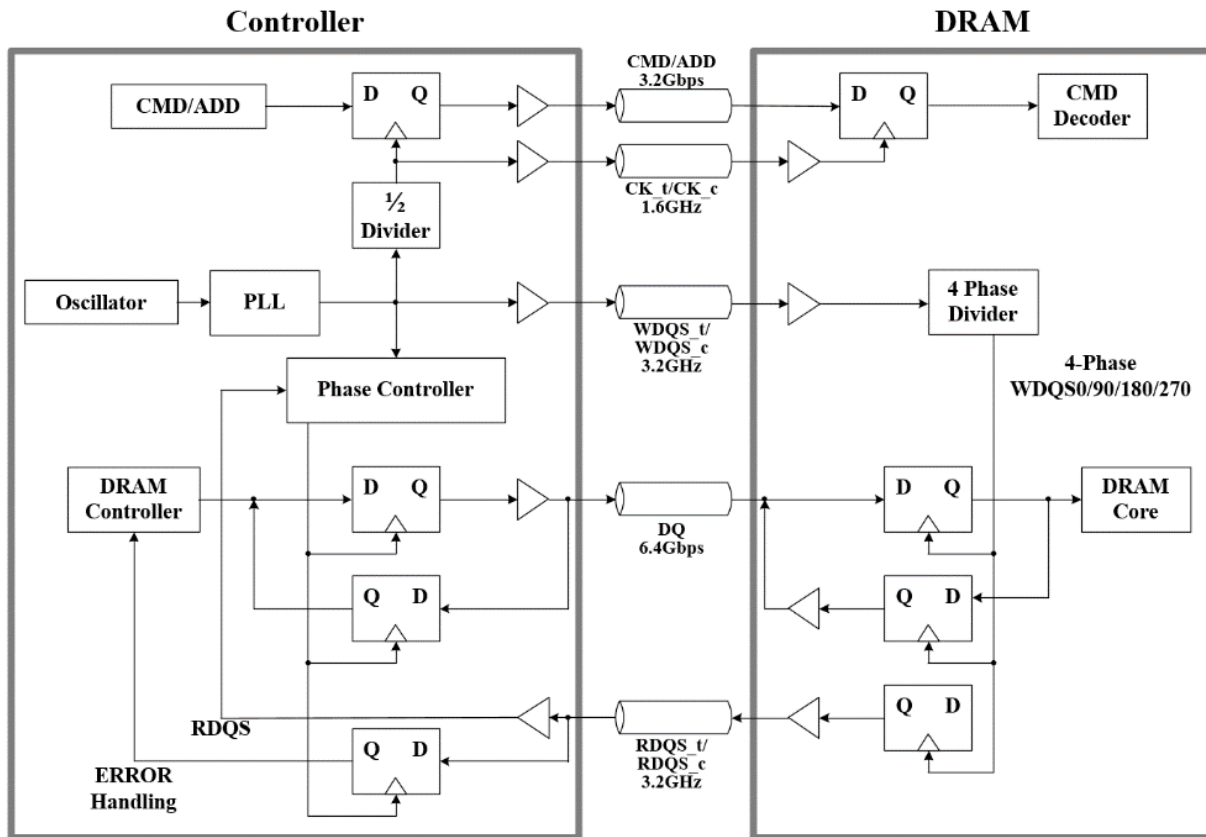 Controller
DRAM
CMD/ADD
D Q
CMD/ADD
3.2Gbps
D Q
CMD
Decoder
½
Divider
CK_t/CK_c
1.6GHz
Oscillator
PLL
WDQS_t/
WDQS_c
3.2GHz
4 Phase
Divider
Phase Controller
4-Phase
WDQS0/90/180/270
DRAM
Controller
D Q
DQ
6.4Gbps
D Q
DRAM
Core
Q D
Q D
RDQS
Q D
RDQS_t/
RDQS_c
3.2GHz
Q D
ERROR
Handling